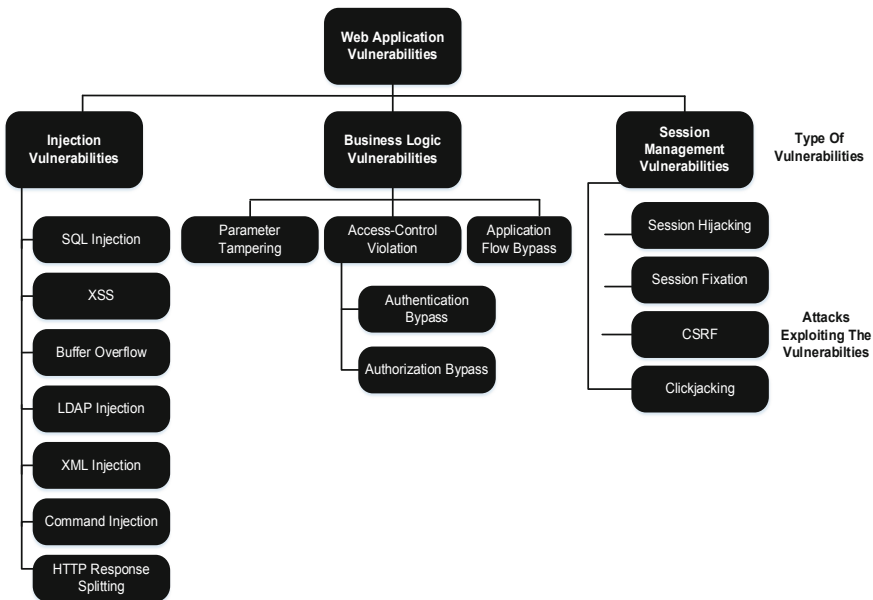 Web Application
Vulnerabilities
Injection
Vulnerabilities
Business Logic
Vulnerabilities
Session
Management
Vulnerabilities
Type Of
Vulnerabilities
SQL Injection
XSS
Buffer Overflow
LDAP Injection
XML Injection
Command Injection
HTTP Response
Splitting
Parameter
Tampering
Access-Control
Violation
Application
Flow Bypass
Authentication
Bypass
Authorization Bypass
Session Hijacking
Session Fixation
CSRF
Clickjacking
Attacks
Exploiting The
Vulnerabilties